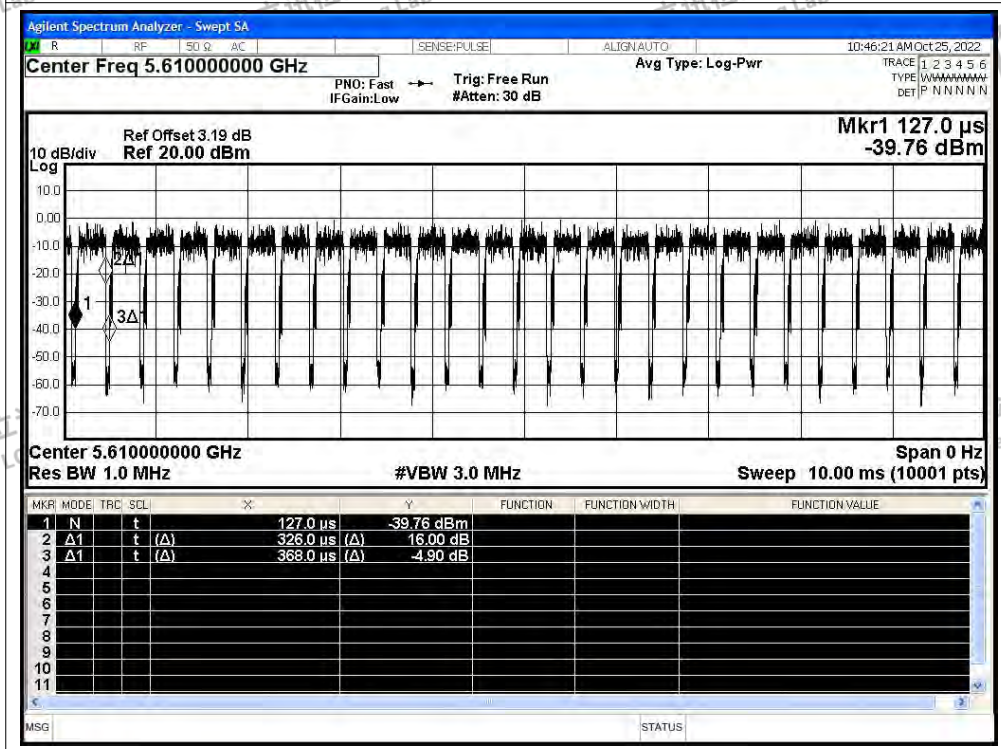 Agilent Spectrum Analyzer - Swept SA
R RF 50 Ω AC SENSE:PULSE ALIGN AUTO 10:46:21 AM Oct 25, 2022
Center Freq 5.610000000 GHz Avg Type: Log-Pwr TRACE 1 2 3 4 5 6
PNO: Fast Trig: Free Run TYPE WWWWWW
IFGain:Low #Atten: 30 dB DET P N N N N N
Mkr1 127.0 µs
Ref Offset 3.19 dB
10 dB/div Ref 20.00 dBm -39.76 dBm
Log
10.0
0.00
-10.0
2Δ1
-20.0
-30.0
1
3Δ1
-40.0
-50.0
-60.0
-70.0
Center 5.610000000 GHz Span 0 Hz
Res BW 1.0 MHz #VBW 3.0 MHz Sweep 10.00 ms (10001 pts)
MKR MODE TRC SCL X Y FUNCTION FUNCTION WIDTH FUNCTION VALUE
1 N t 127.0 µs -39.76 dBm
2 Δ1 t (Δ) 326.0 µs (Δ) 16.00 dB
3 Δ1 t (Δ) 368.0 µs (Δ) -4.90 dB
4
5
6
7
8
9
10
11
MSG STATUS